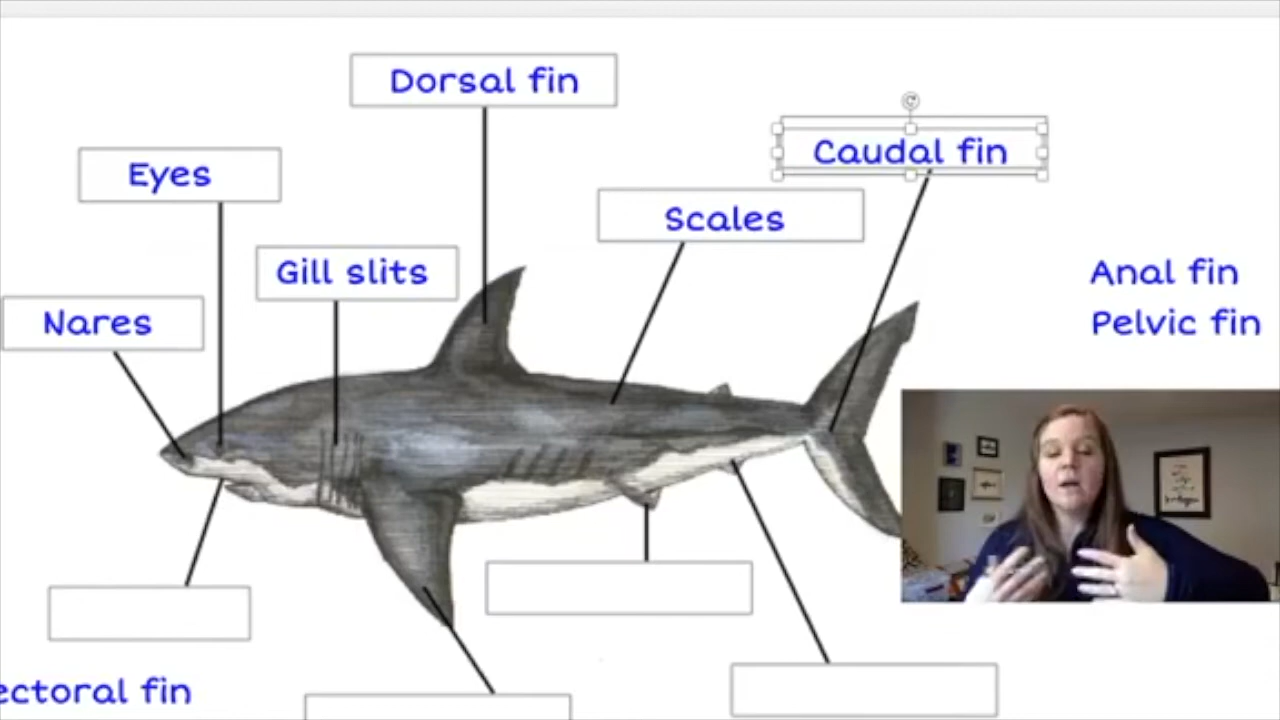 Dorsal fin
Caudal fin
Eyes
Scales
Gill slits
Anal fin
Nares
Pelvic fin
ectoral fin